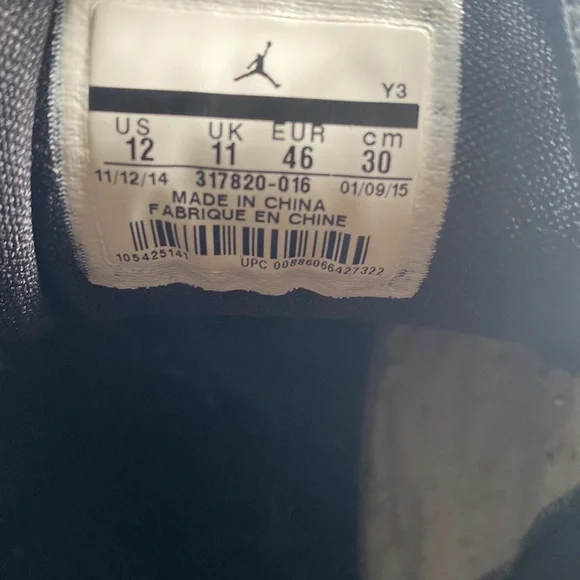 Y3
US UK EUR cm
12 11 46 30
11/12/14 317820-016 01/09/15
MADE IN CHINA
FABRIQUE EN CHINE
105425141 UPC 00886066427322